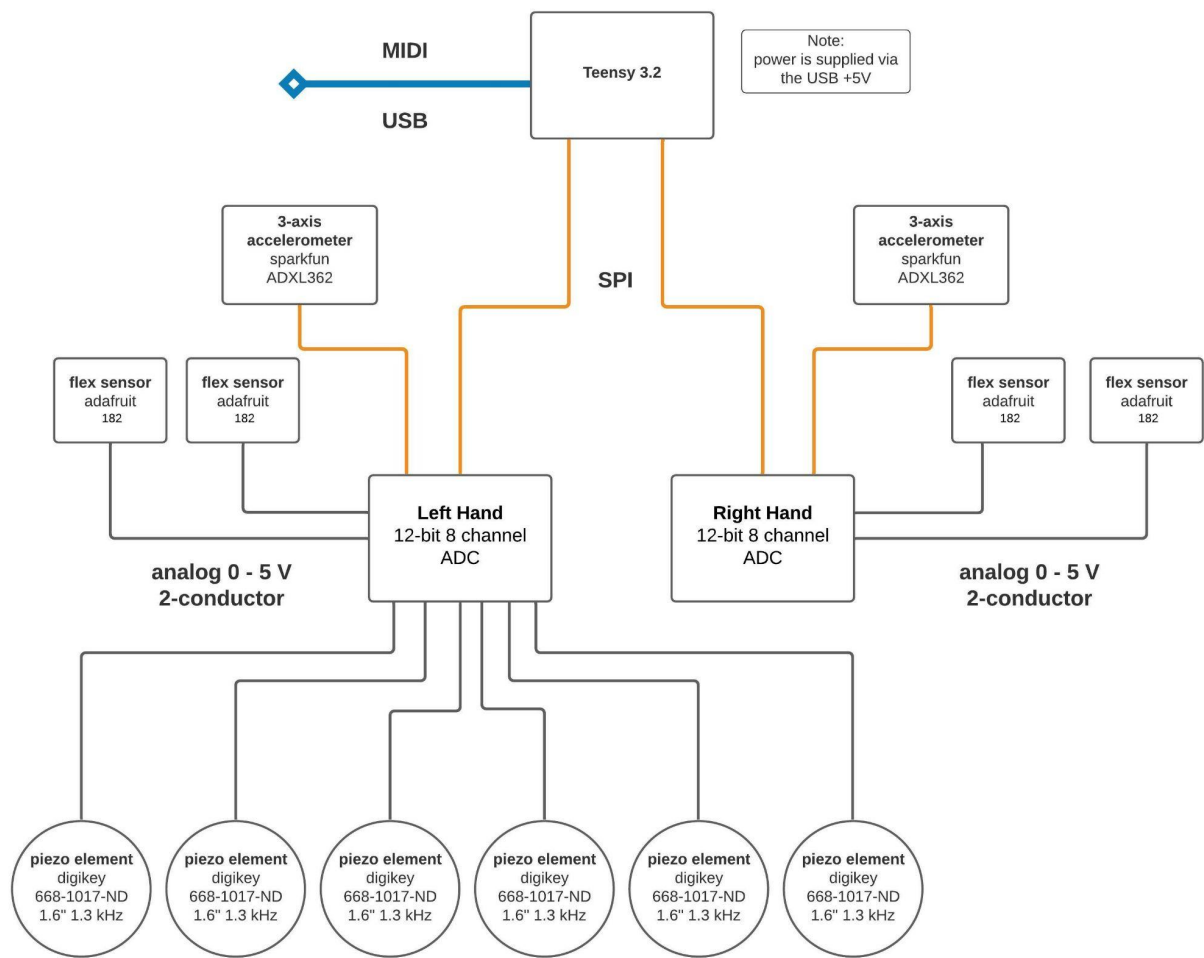 MIDI
USB
Teensy 3.2
Note:
power is supplied via
the USB +5V
3-axis
accelerometer
sparkfun
ADXL362
SPI
3-axis
accelerometer
sparkfun
ADXL362
flex sensor
adafruit
182
flex sensor
adafruit
182
flex sensor
adafruit
182
flex sensor
adafruit
182
Left Hand
12-bit 8 channel
ADC
Right Hand
12-bit 8 channel
ADC
analog 0 - 5 V
2-conductor
analog 0 - 5 V
2-conductor
piezo element
digikey
668-1017-ND
1.6" 1.3 kHz
piezo element
digikey
668-1017-ND
1.6" 1.3 kHz
piezo element
digikey
668-1017-ND
1.6" 1.3 kHz
piezo element
digikey
668-1017-ND
1.6" 1.3 kHz
piezo element
digikey
668-1017-ND
1.6" 1.3 kHz
piezo element
digikey
668-1017-ND
1.6" 1.3 kHz